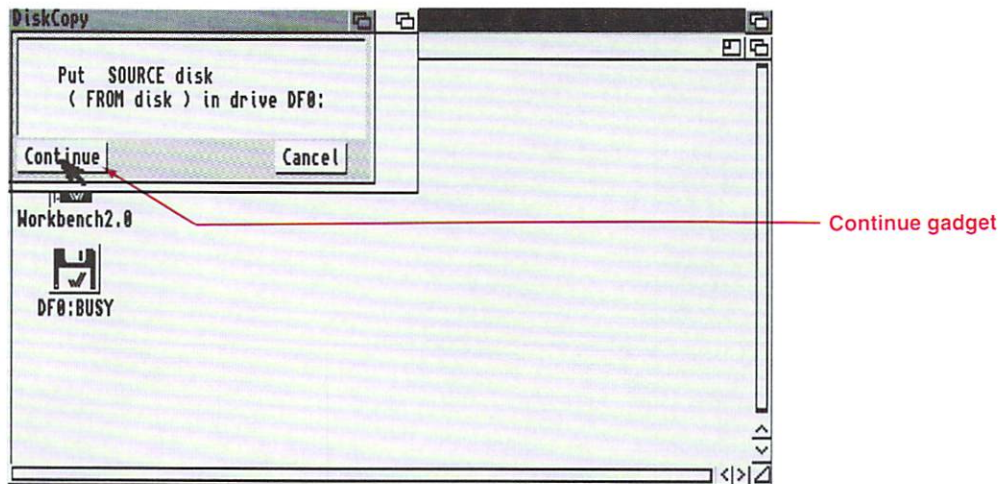 DiskCopy
Put SOURCE disk
( FROM disk ) in drive DF0:
Continue
Cancel
Workbench2.0
DF0:BUSY
Continue gadget